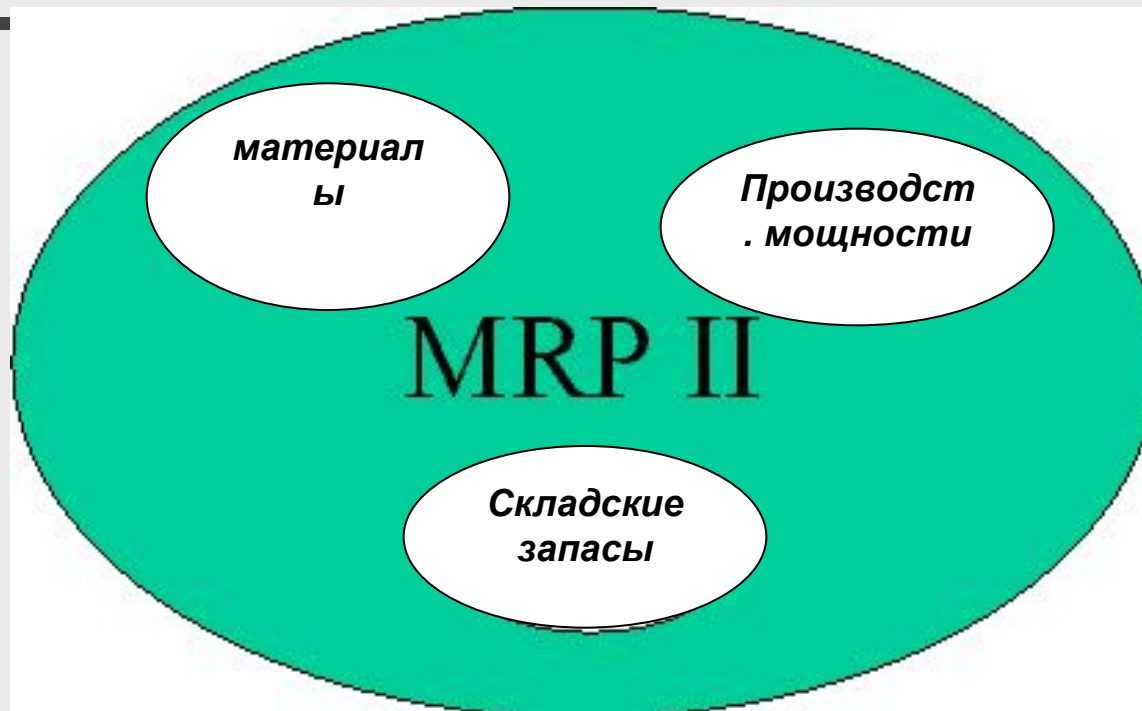 материал
ы
Производст
. мощности
MRP II
Складские
запасы